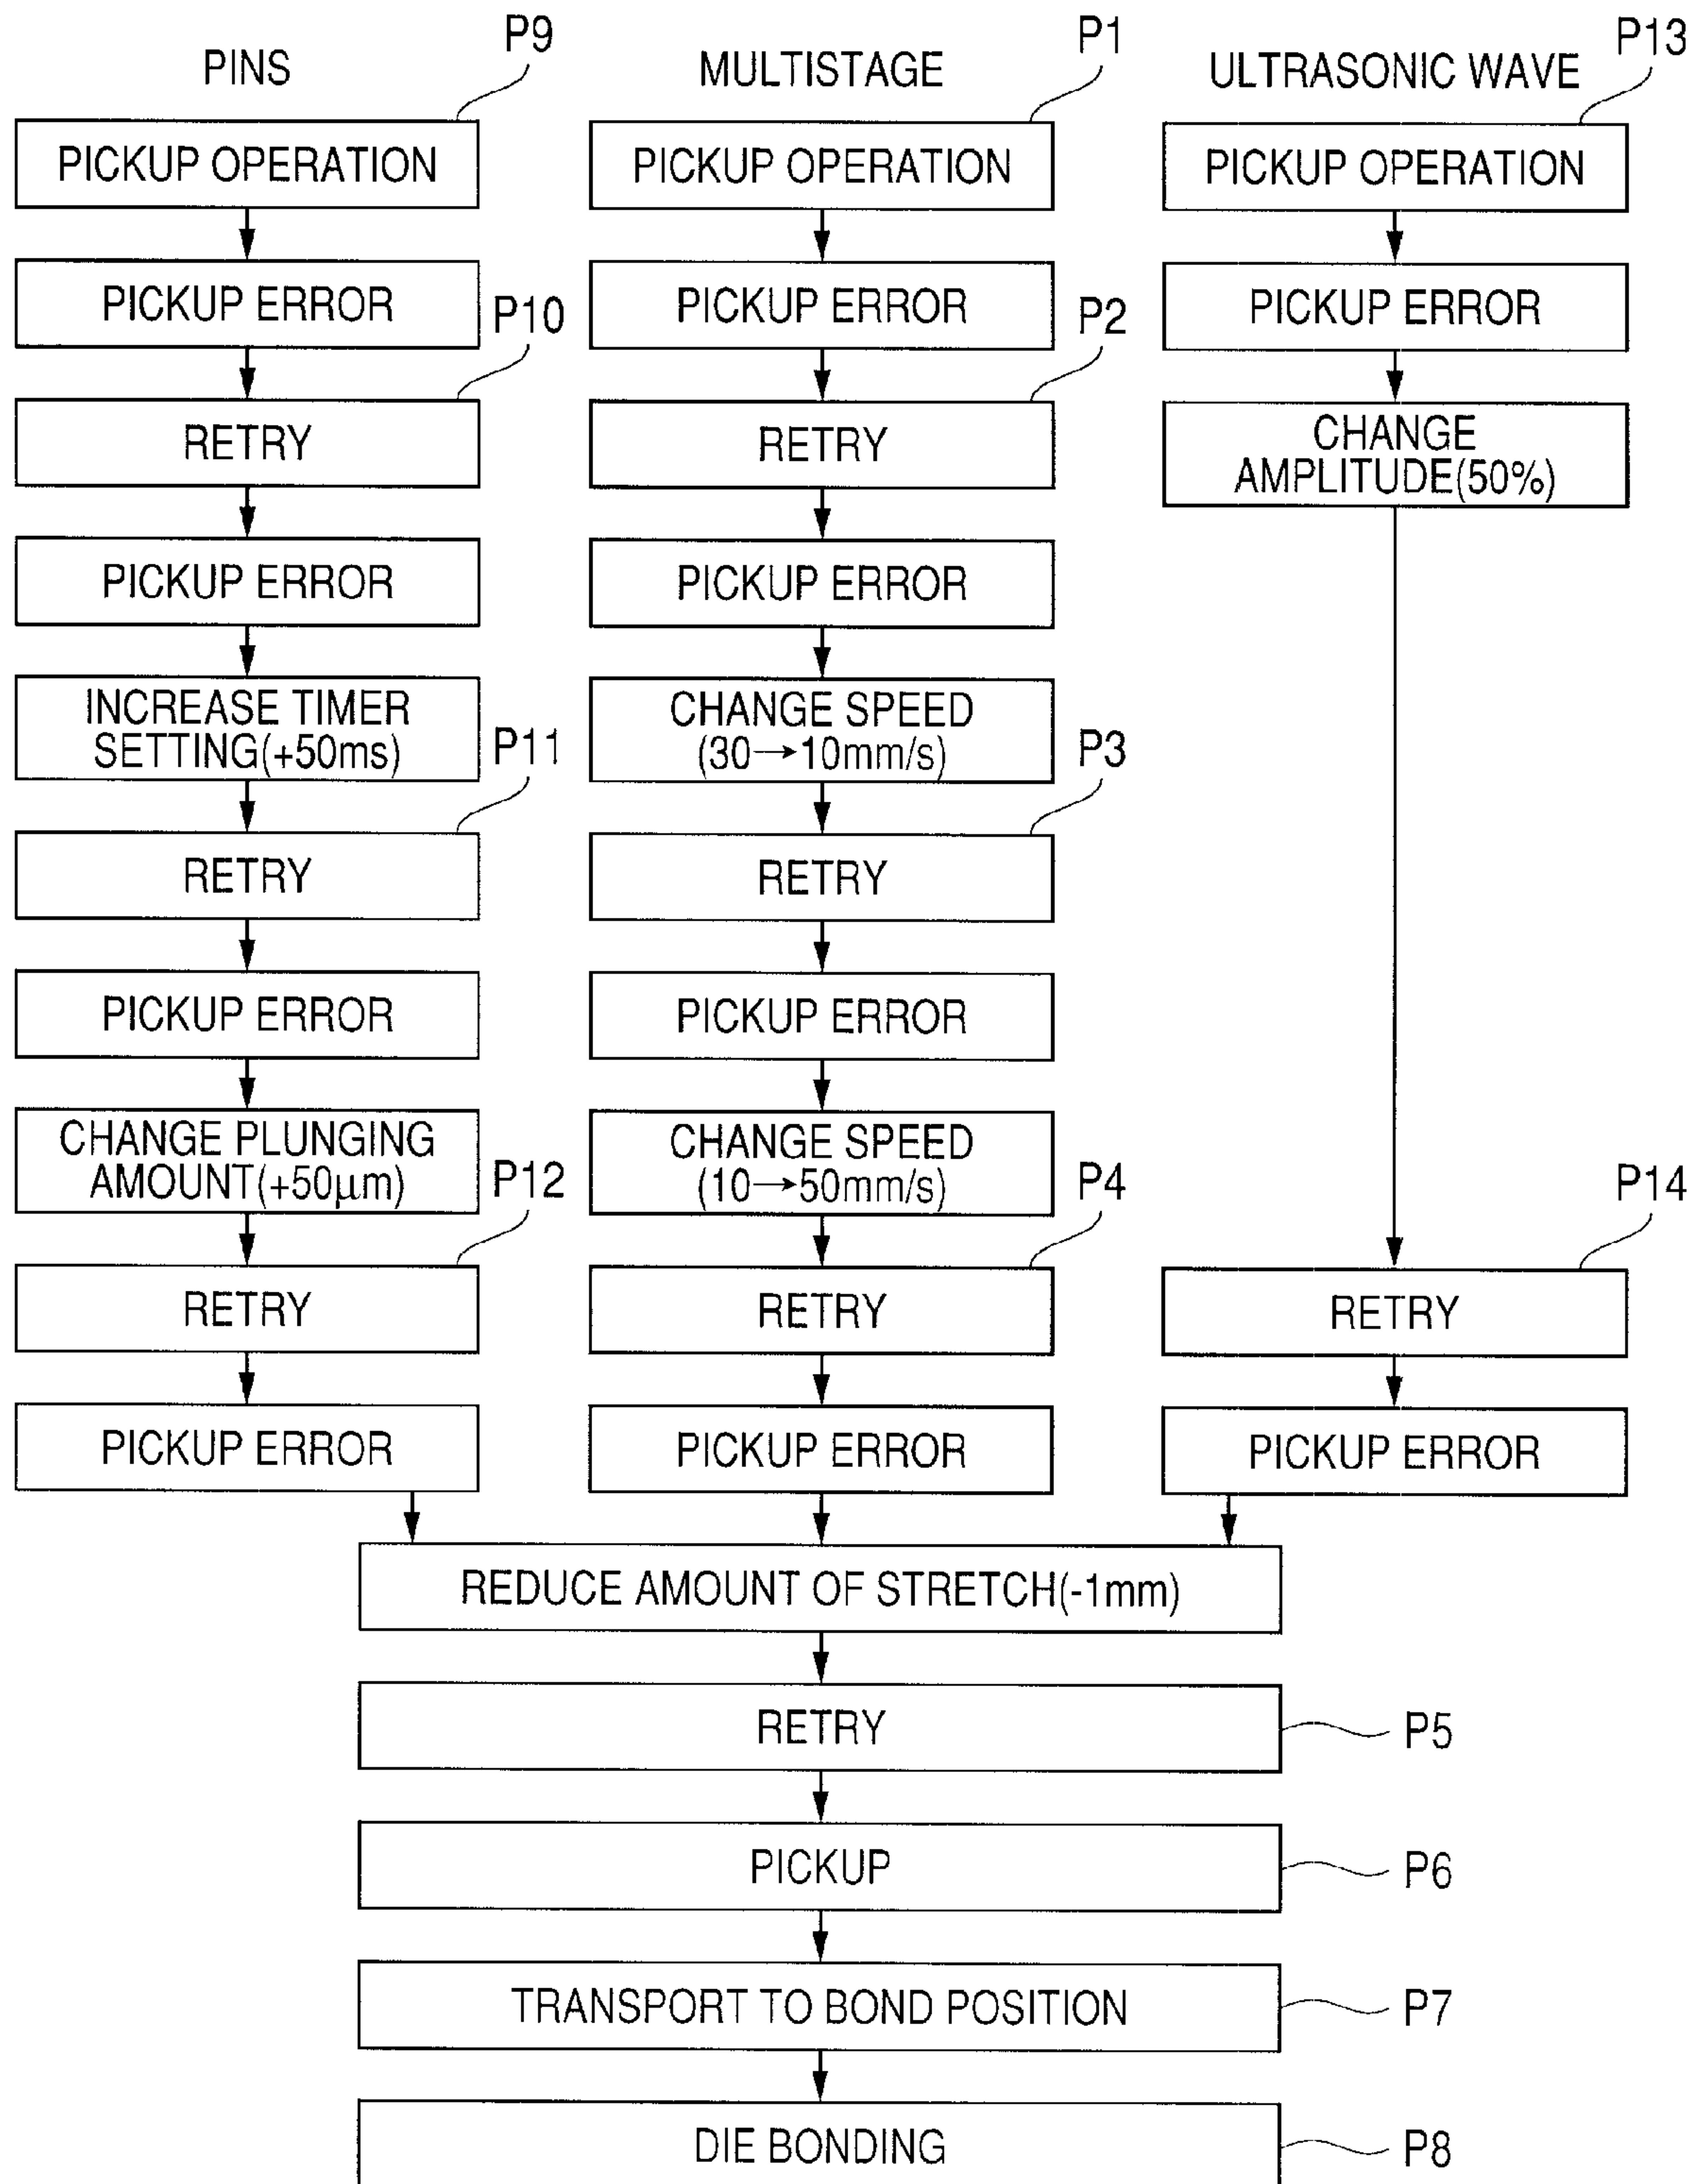 PINS
P9
PICKUP OPERATION
PICKUP ERROR
P10
RETRY
PICKUP ERROR
INCREASE TIMER
SETTING(+50ms)
P11
RETRY
PICKUP ERROR
CHANGE PLUNGING
AMOUNT(+50μm)
P12
RETRY
PICKUP ERROR
MULTISTAGE
P1
PICKUP OPERATION
PICKUP ERROR
P2
RETRY
PICKUP ERROR
CHANGE SPEED
(30→10mm/s)
P3
RETRY
PICKUP ERROR
CHANGE SPEED
(10→50mm/s)
P4
RETRY
PICKUP ERROR
ULTRASONIC WAVE
P13
PICKUP OPERATION
PICKUP ERROR
CHANGE
AMPLITUDE(50%)
P14
RETRY
PICKUP ERROR
REDUCE AMOUNT OF STRETCH(-1mm)
RETRY
P5
PICKUP
P6
TRANSPORT TO BOND POSITION
P7
DIE BONDING
P8